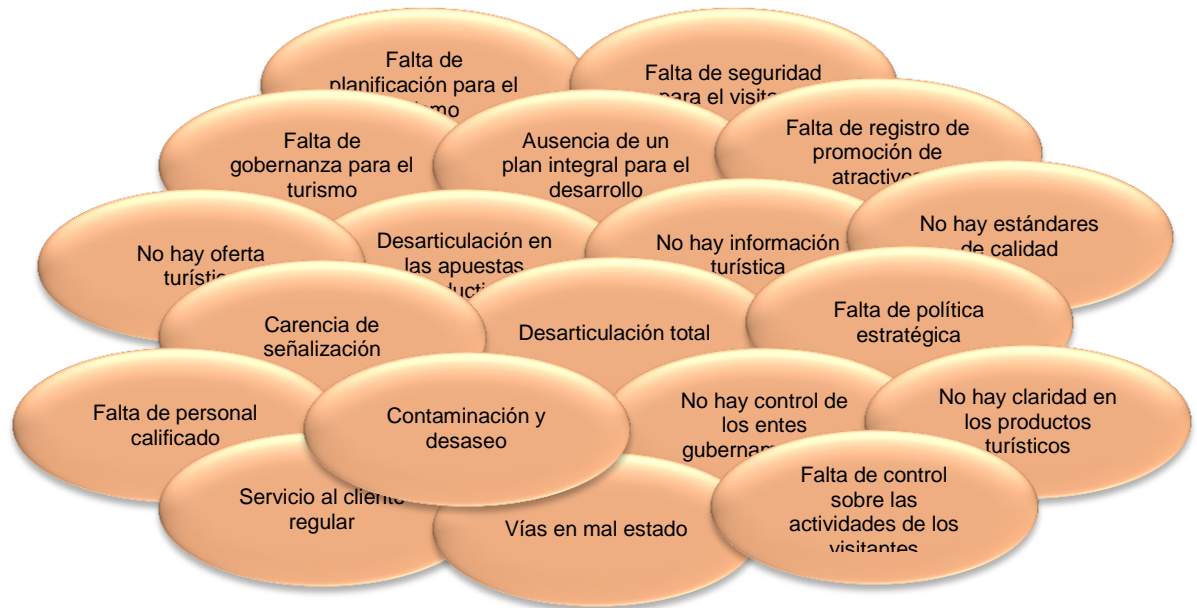 Falta de
planificación para el
Falta de seguridad
para el
Falta de
gobernanza para el
turismo
Ausencia de un
plan integral para el
desarrollo
Falta de registro de
promoción de
atractivos
No hay oferta
Desarticulación en
las apuestas
No hay información
turística
No hay estándares
de calidad
Carencia de
señalización
Desarticulación total
Falta de política
estratégica
Falta de personal
calificado
Contaminación y
desaseo
No hay control de
los entes
No hay claridad en
los productos
turísticos
Servicio al cliente
regular
Vías en mal estado
Falta de control
sobre las
actividades de los
visitantes